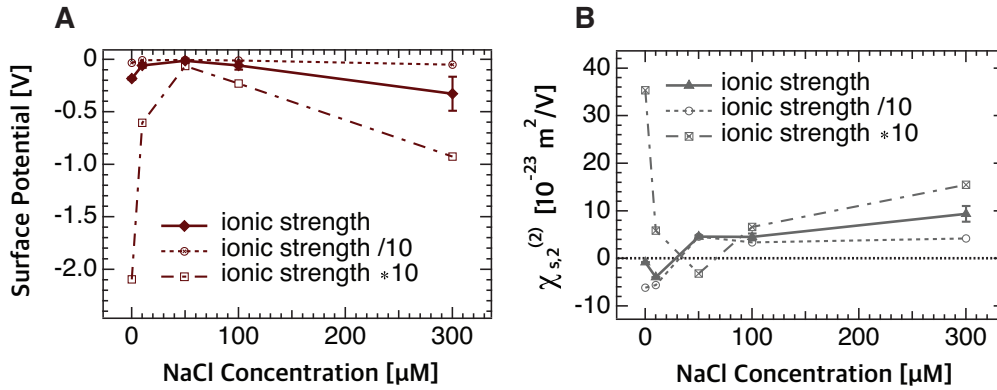 A
Surface Potential [V]
0
-0.5
-1.0
-1.5
-2.0
ionic strength
ionic strength /10
ionic strength *10
0
100
200
300
NaCl Concentration [µM]
B
χ s,2 (2) [10⁻²³ m²/V]
40
30
20
10
0
-10
ionic strength
ionic strength /10
ionic strength *10
0
100
200
300
NaCl Concentration [µM]